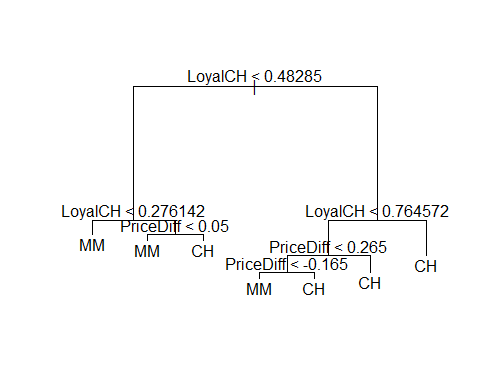 LoyalCH < 0.48285
LoyalCH < 0.276142
LoyalCH < 0.764572
PriceDiff < 0.05
MM
MM
CH
PriceDiff < 0.265
CH
PriceDiff < -0.165
CH
MM
CH